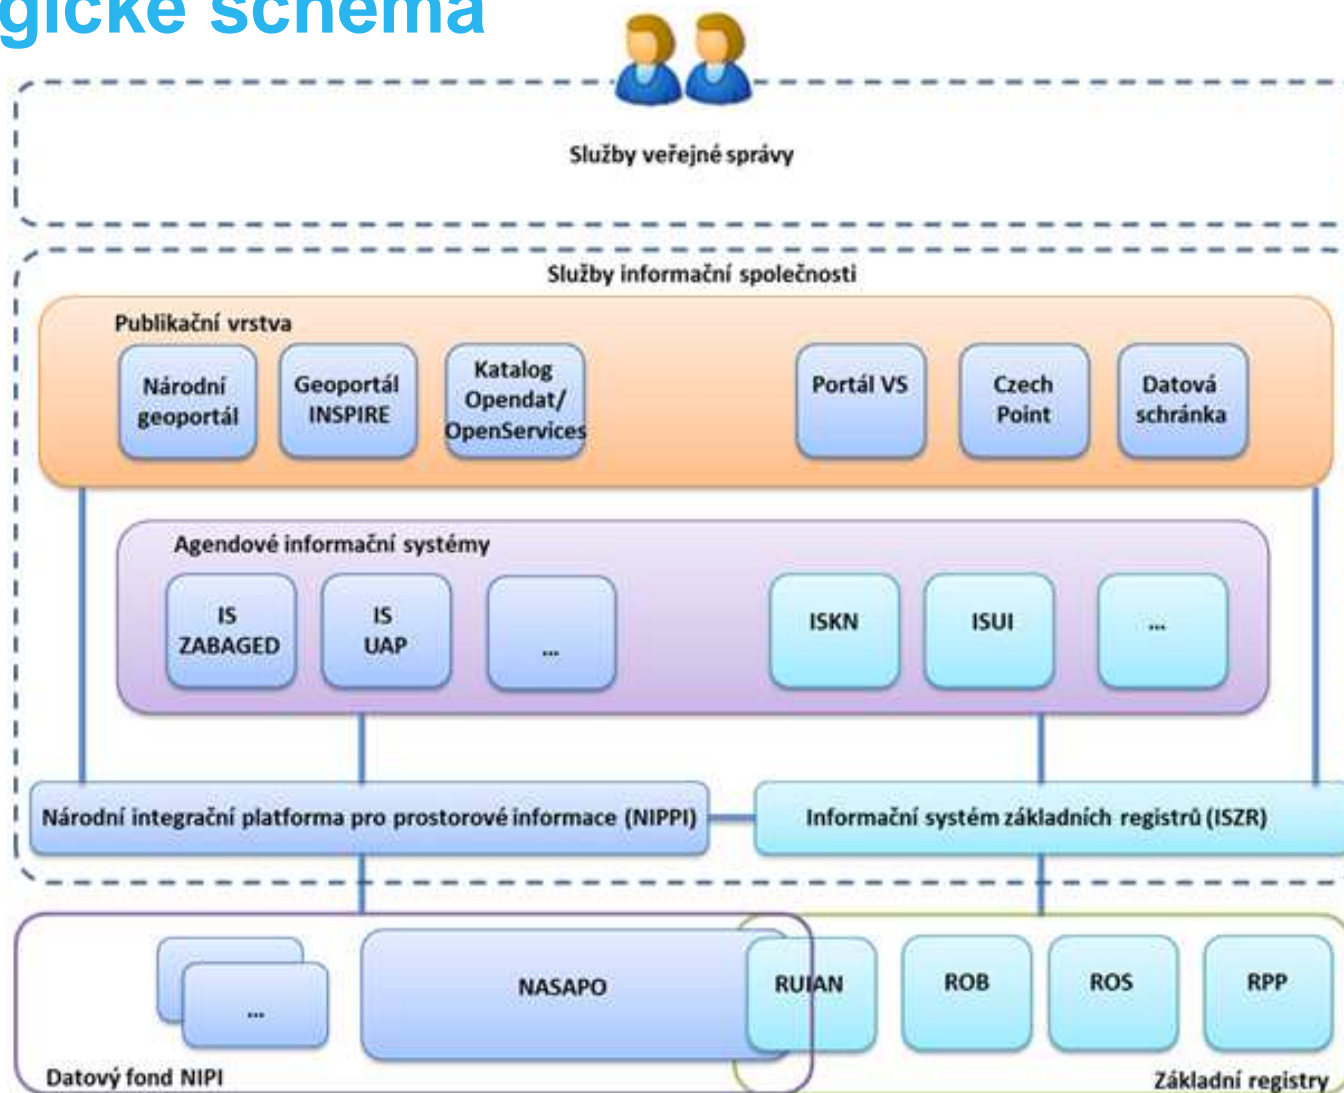 gické schéma
Služby veřejné správy
Služby informační společnosti
Publikační vrstva
Národní
geoportál
Geoportál
INSPIRE
Katalog
Opendat/
OpenServices
Portál VS
Czech
Point
Datová
schránka
Agendové informační systémy
IS
ZABAGED
IS
UAP
...
ISKN
ISUI
...
Národní integrační platforma pro prostorové informace (NIPPI)
Informační systém základních registrů (ISZR)
...
NASAPO
RUIAN
ROB
ROS
RPP
Datový fond NIPI
Základní registry